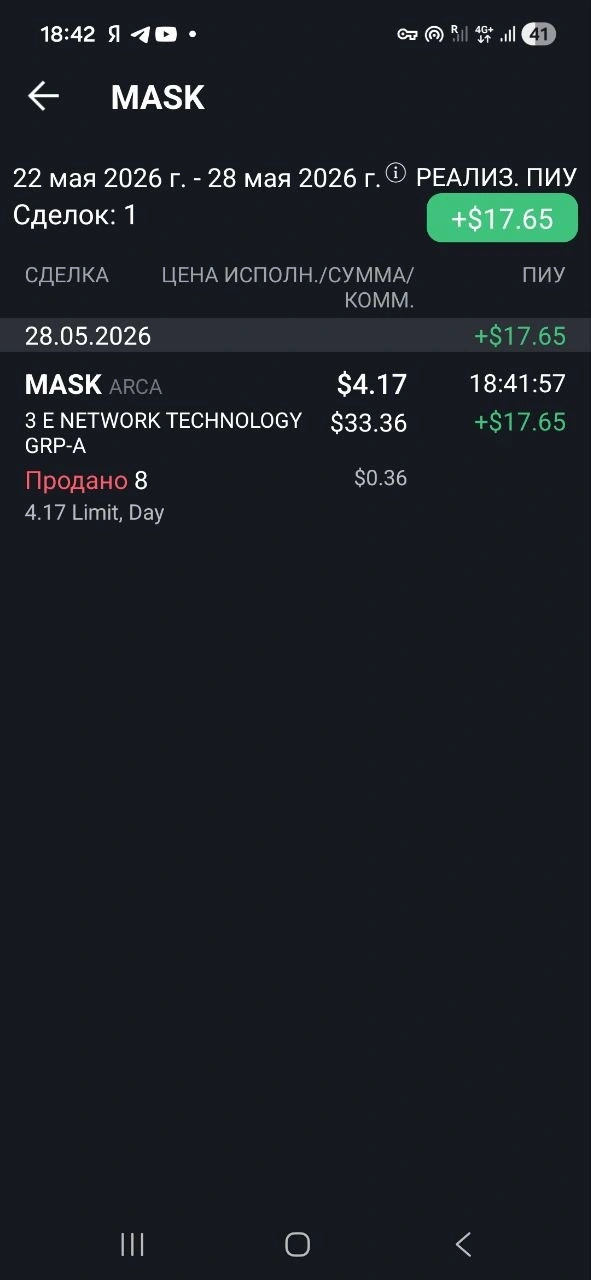 18:42 Я
R 4G+ 41
MASK
22 мая 2026 г. - 28 мая 2026 г. РЕАЛИЗ. ПИУ
Сделок: 1 +$17.65
СДЕЛКА ЦЕНА ИСПОЛН./СУММА/ ПИУ
КОММ.
28.05.2026 +$17.65
MASK ARCA $4.17 18:41:57
3 E NETWORK TECHNOLOGY $33.36 +$17.65
GRP-A
Продано 8 $0.36
4.17 Limit, Day